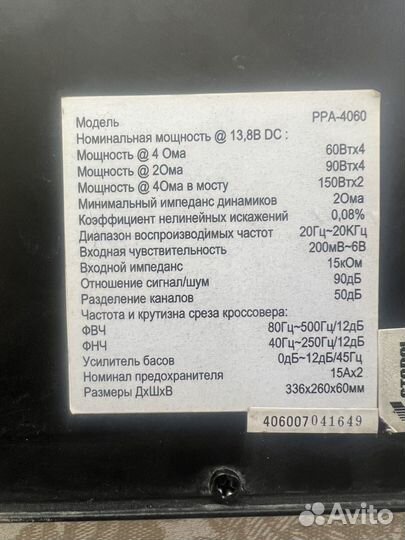 Модель PPA-4060
Номинальная мощность @ 13,8В DC :
Мощность @ 4 Ома 60Втх4
Мощность @ 2Ома 90Втх4
Мощность @ 4Ома в мосту 150Втх2
Минимальный импеданс динамиков 2Ома
Коэффициент нелинейных искажений 0,08%
Диапазон воспроизводимых частот 20Гц~20КГц
Входная чувствительность 200мВ~6В
Входной импеданс 15кОм
Отношение сигнал/шум 90дБ
Разделение каналов 50дБ
Частота и крутизна среза кроссовера:
ФВЧ 80Гц~500Гц/12дБ
ФНЧ 40Гц~250Гц/12дБ
Усилитель басов 0дБ~12дБ/45Гц
Номинал предохранителя 15Ах2
Размеры ДхШхВ 336х260х60мм
406007041649
Avito